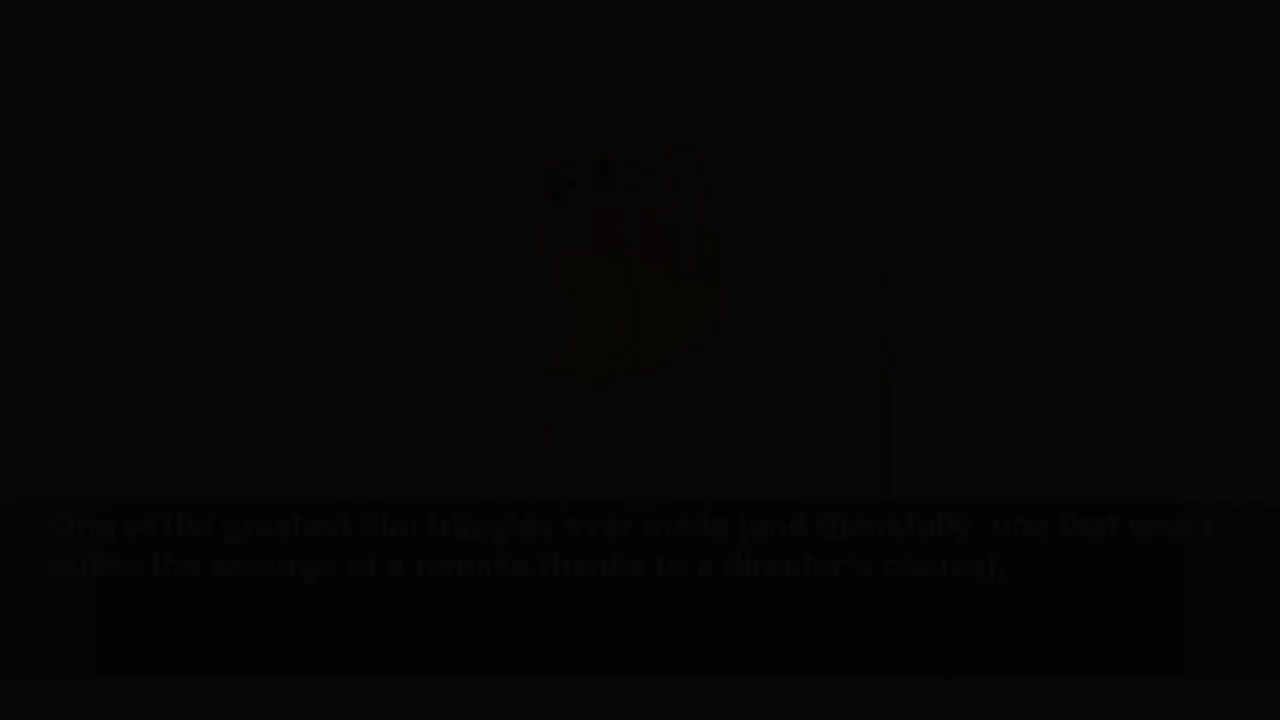 One of the greatest film trilogies ever made (and thankfully, one that won't
suffer the scourge of a remake thanks to a director's clause),